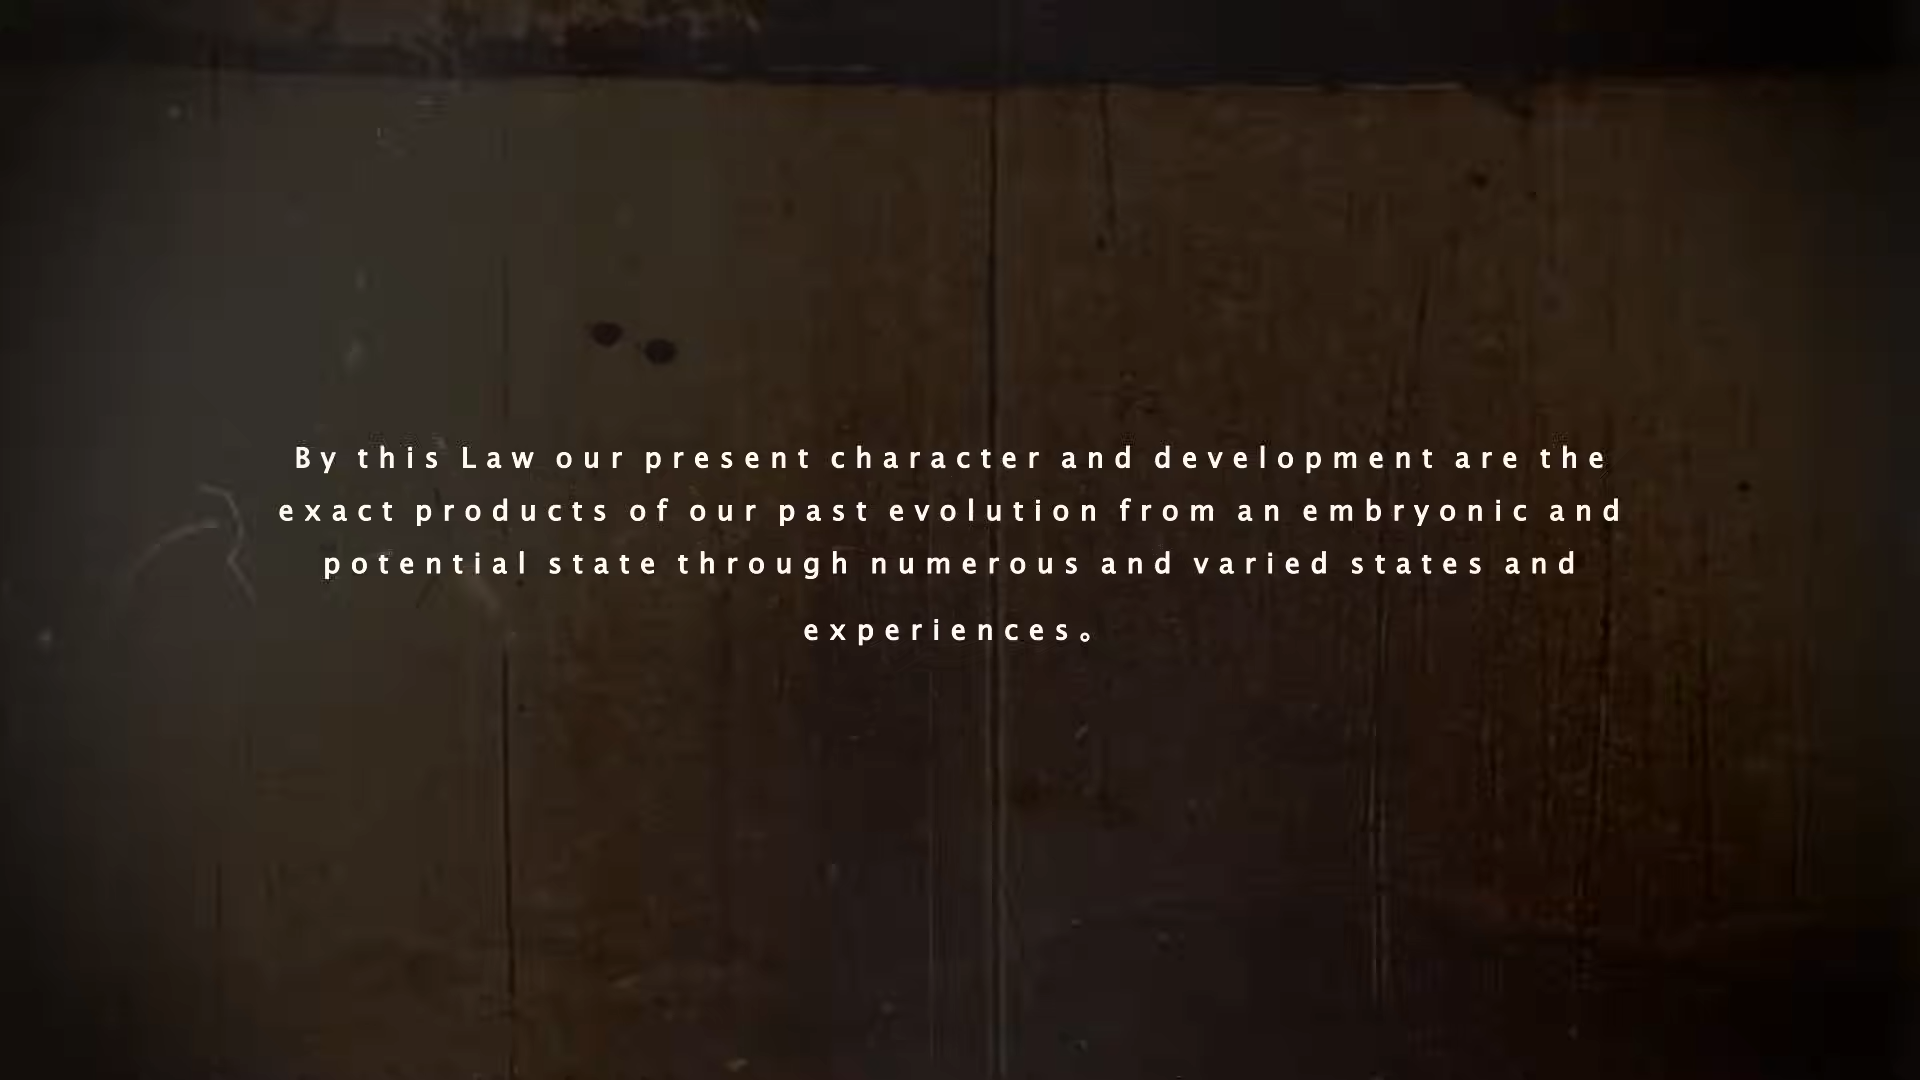 By this Law our present character and development are the
exact products of our past evolution from an embryonic and
potential state through numerous and varied states and
experiences。